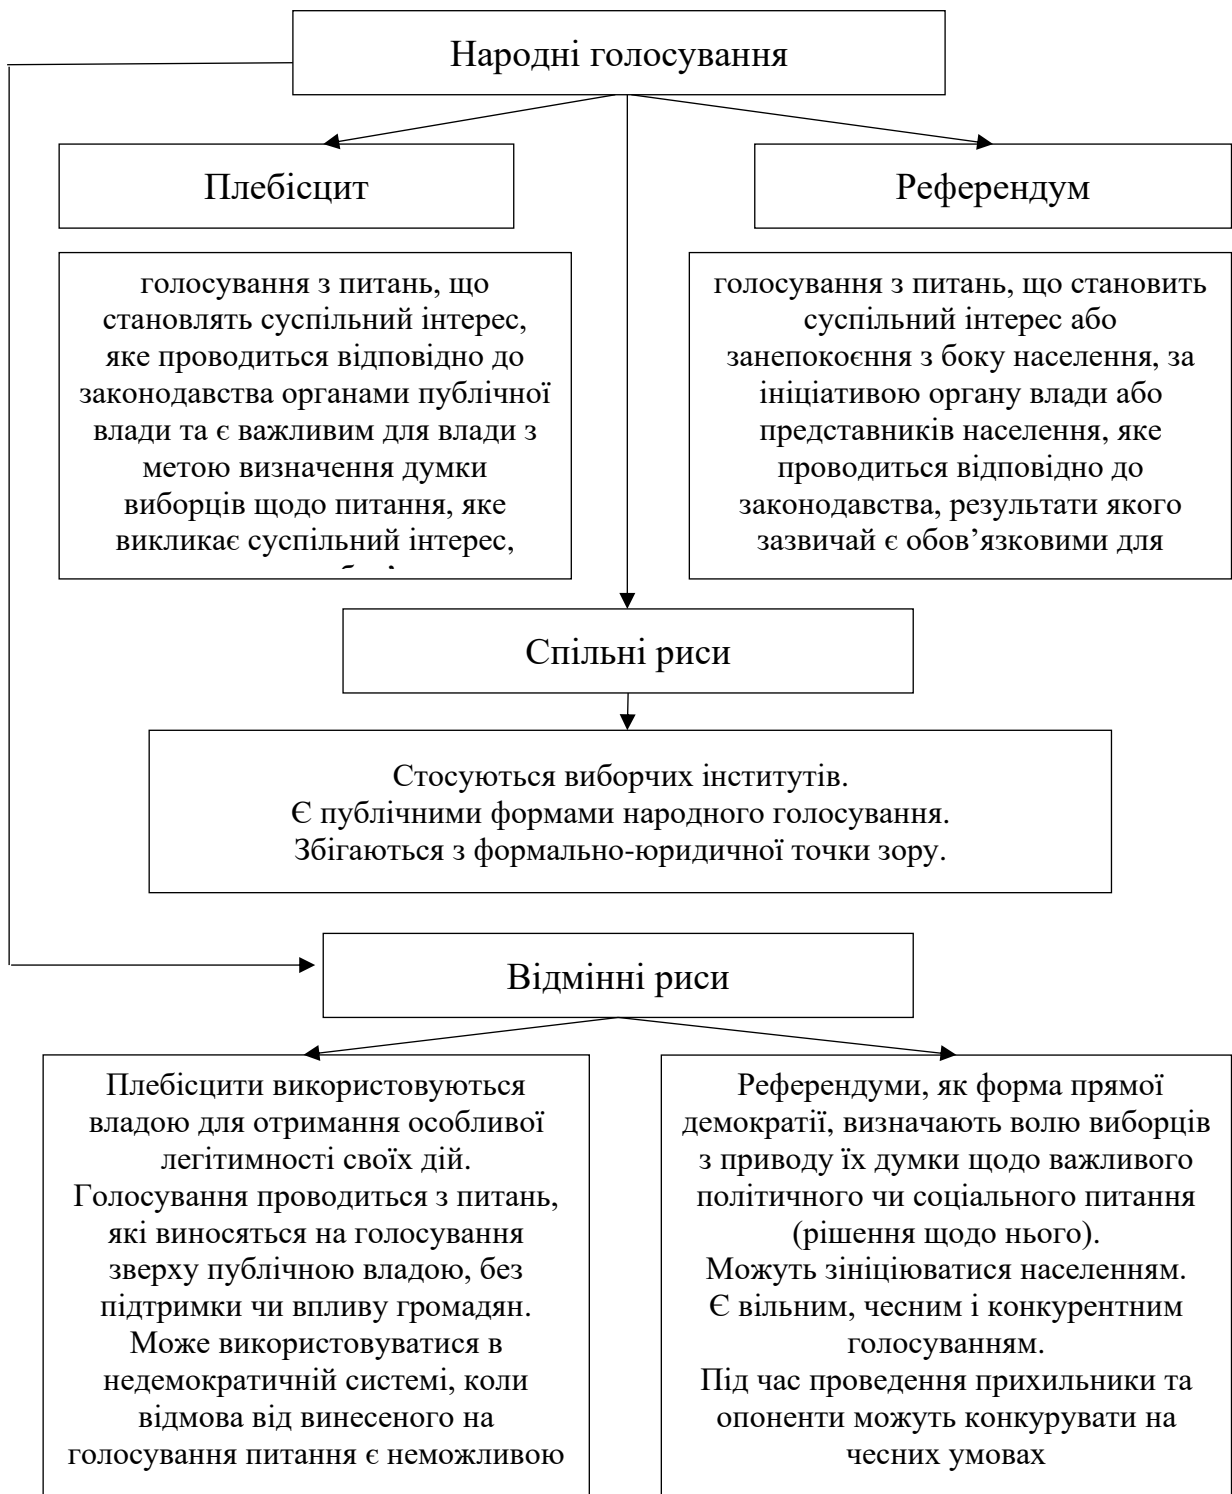 Народні голосування
Плебісцит
Референдум
голосування з питань, що
становлять суспільний інтерес,
яке проводиться відповідно до
законодавства органами публічної
влади та є важливим для влади з
метою визначення думки
виборців щодо питання, яке
викликає суспільний інтерес,
голосування з питань, що становить
суспільний інтерес або
занепокоєння з боку населення, за
ініціативою органу влади або
представників населення, яке
проводиться відповідно до
законодавства, результати якого
зазвичай є обов’язковими для
Спільні риси
Стосуються виборчих інститутів.
Є публічними формами народного голосування.
Збігаються з формально-юридичної точки зору.
Відмінні риси
Плебісцити використовуються
владою для отримання особливої
легітимності своїх дій.
Голосування проводиться з питань,
які виносяться на голосування
зверху публічною владою, без
підтримки чи впливу громадян.
Може використовуватися в
недемократичній системі, коли
відмова від винесеного на
голосування питання є неможливою
Референдуми, як форма прямої
демократії, визначають волю виборців
з приводу їх думки щодо важливого
політичного чи соціального питання
(рішення щодо нього).
Можуть зініціюватися населенням.
Є вільним, чесним і конкурентним
голосуванням.
Під час проведення прихильники та
опоненти можуть конкурувати на
чесних умовах